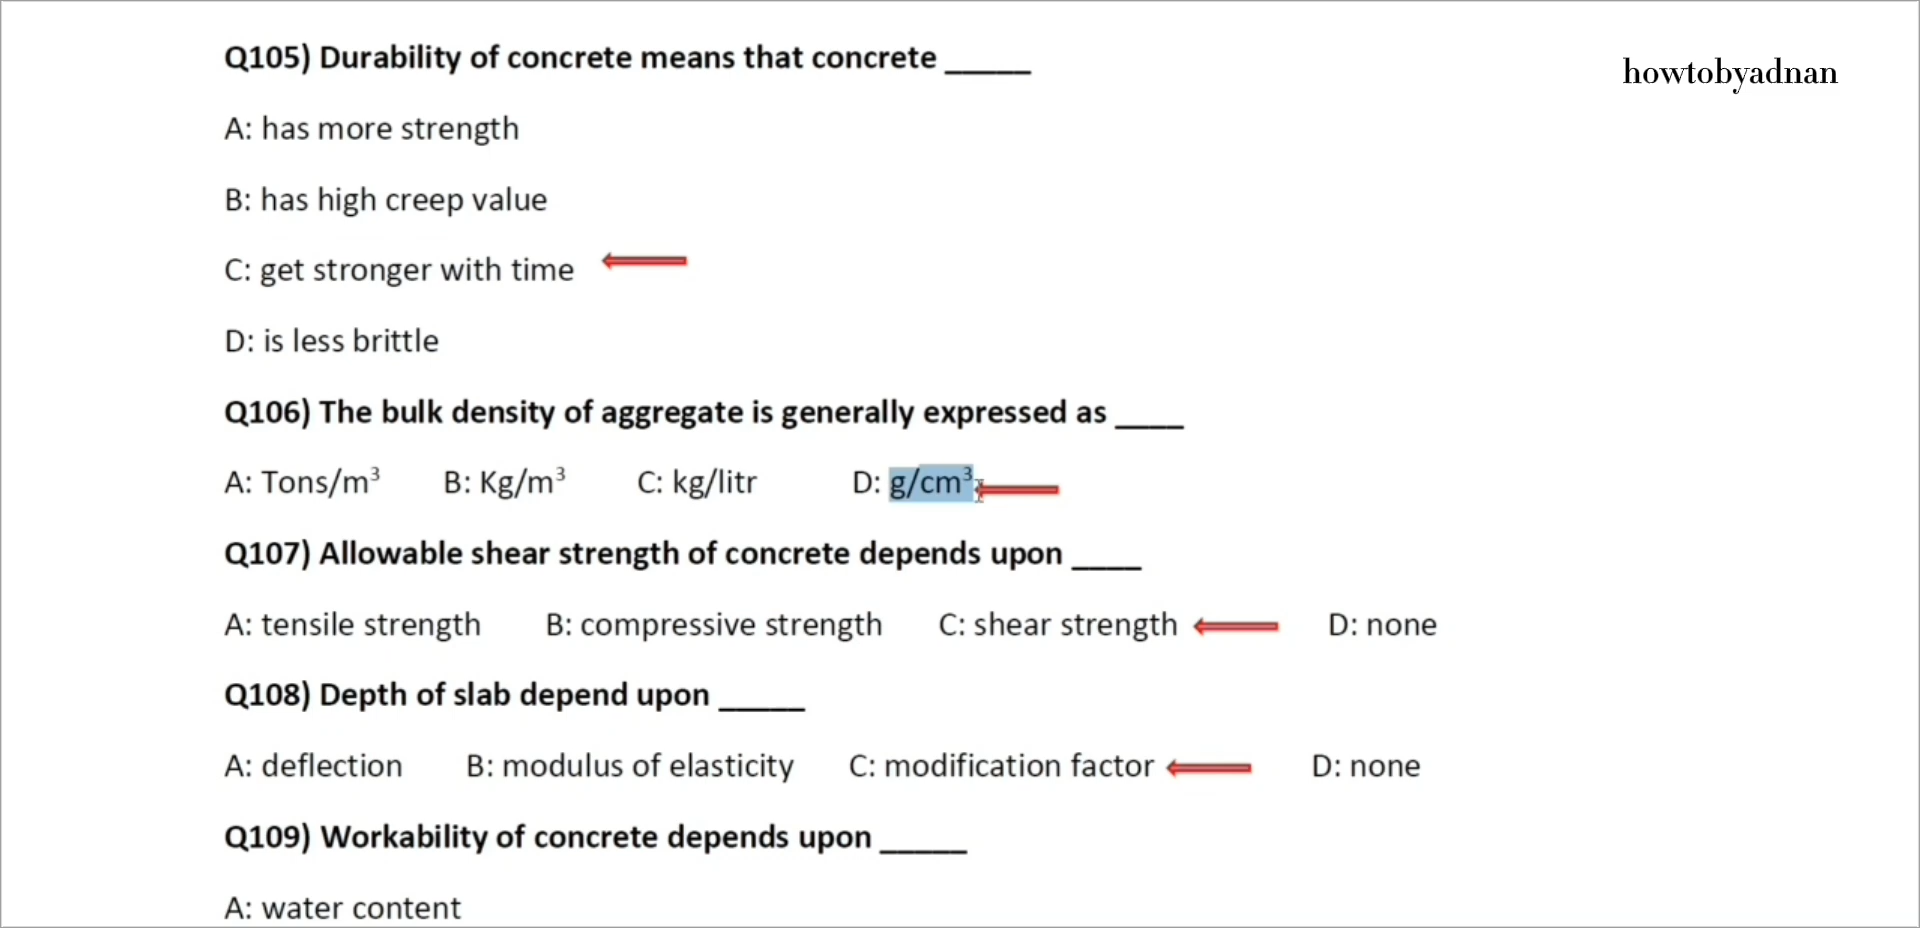 Q105) Durability of concrete means that concrete _____
howtobyadnan
A: has more strength
B: has high creep value
C: get stronger with time
D: is less brittle
Q106) The bulk density of aggregate is generally expressed as ____
A: Tons/m³ B: Kg/m³ C: kg/litr D: g/cm³
Q107) Allowable shear strength of concrete depends upon ____
A: tensile strength B: compressive strength C: shear strength D: none
Q108) Depth of slab depend upon _____
A: deflection B: modulus of elasticity C: modification factor D: none
Q109) Workability of concrete depends upon _____
A: water content